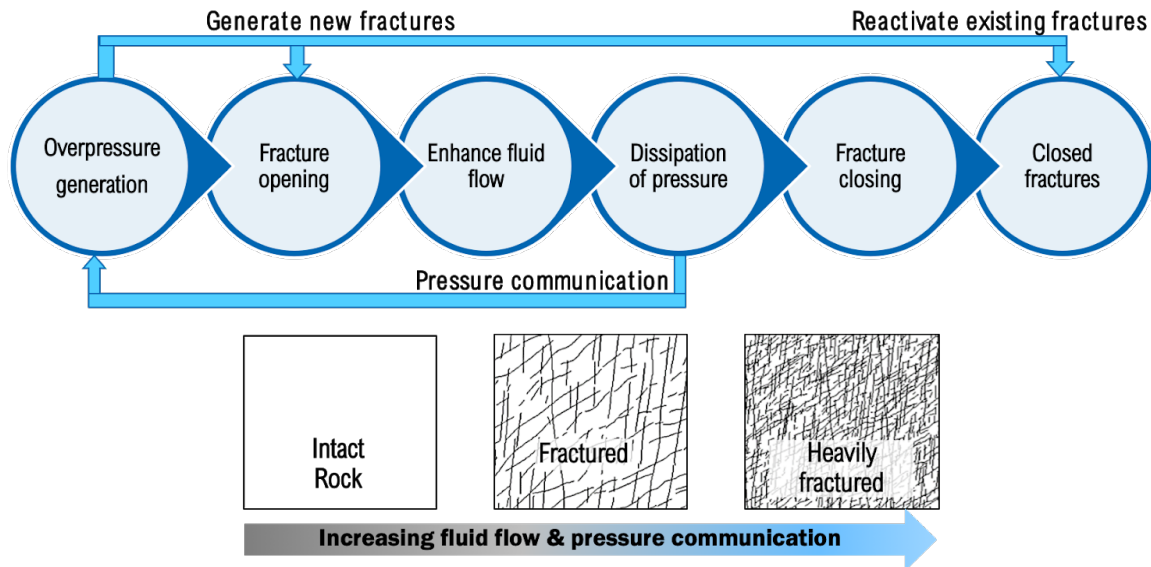 Generate new fractures
Reactivate existing fractures
Overpressure
generation
Fracture
opening
Enhance fluid
flow
Dissipation
of pressure
Fracture
closing
Closed
fractures
Pressure communication
Intact
Rock
Fractured
Heavily
fractured
Increasing fluid flow & pressure communication